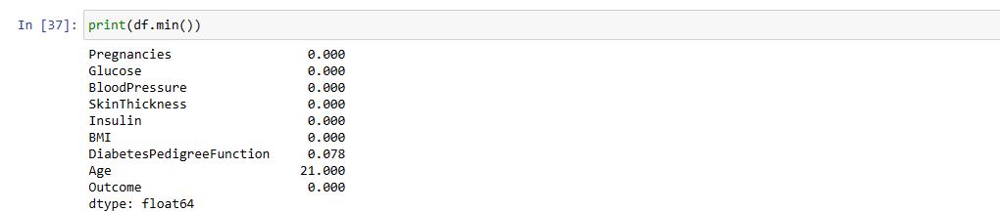 In [37]: print(df.min())
Pregnancies 0.000
Glucose 0.000
BloodPressure 0.000
SkinThickness 0.000
Insulin 0.000
BMI 0.000
DiabetesPedigreeFunction 0.078
Age 21.000
Outcome 0.000
dtype: float64